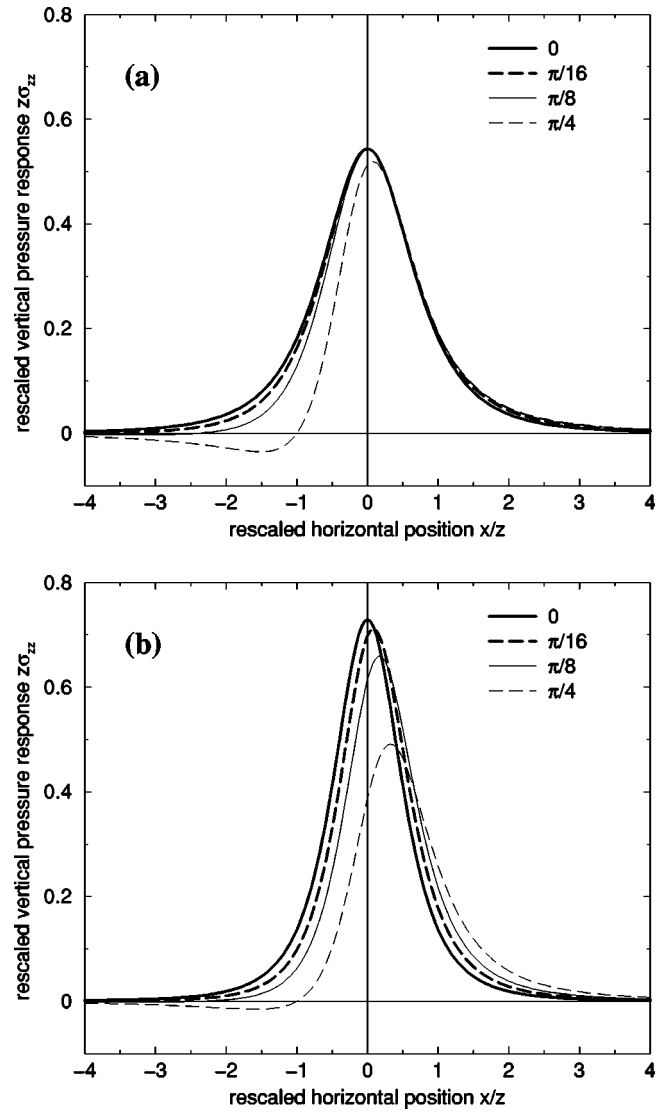 0.8
(a)
0
π/16
π/8
π/4
0.6
0.4
0.2
0
rescaled vertical pressure response zσzz
−4 −3 −2 −1 0 1 2 3 4
rescaled horizontal position x/z
0.8
(b)
0
π/16
π/8
π/4
0.6
0.4
0.2
0
rescaled vertical pressure response zσzz
−4 −3 −2 −1 0 1 2 3 4
rescaled horizontal position x/z